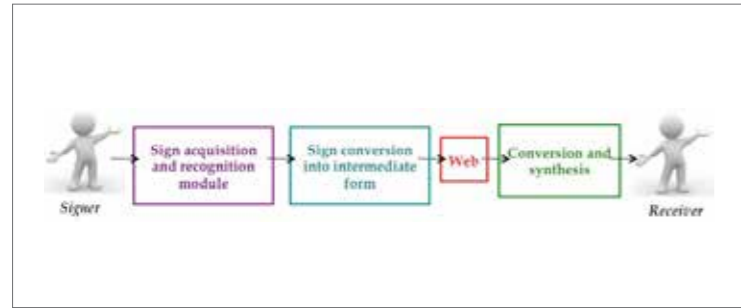 Sign acquisition
and recognition
module
Sign conversion
into intermediate
form
Web
Conversion and
synthesis
Signer
Receiver